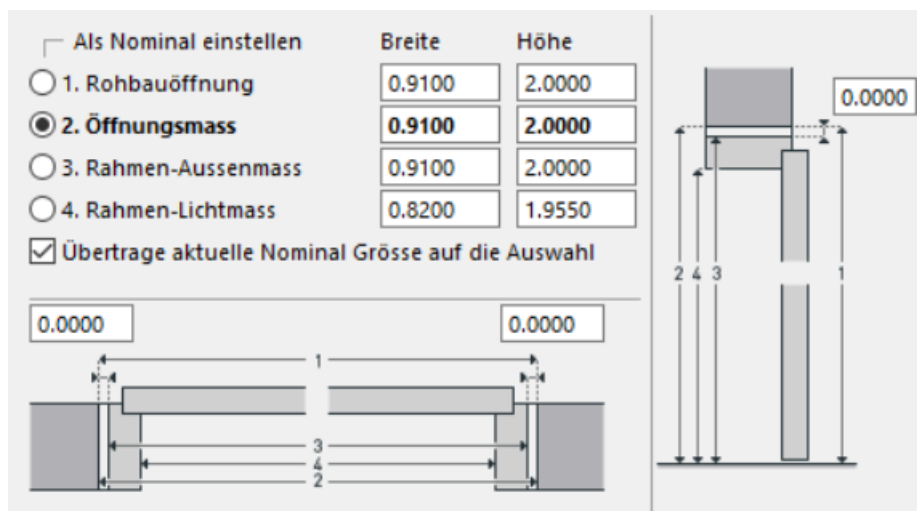 Als Nominal einstellen Breite Höhe
1. Rohbauöffnung 0.9100 2.0000
2. Öffnungsmass 0.9100 2.0000
3. Rahmen-Aussenmass 0.9100 2.0000
4. Rahmen-Lichtmass 0.8200 1.9550
Übertrage aktuelle Nominal Grösse auf die Auswahl
0.0000 0.0000
1
3
4
2
0.0000
2 4 3 1